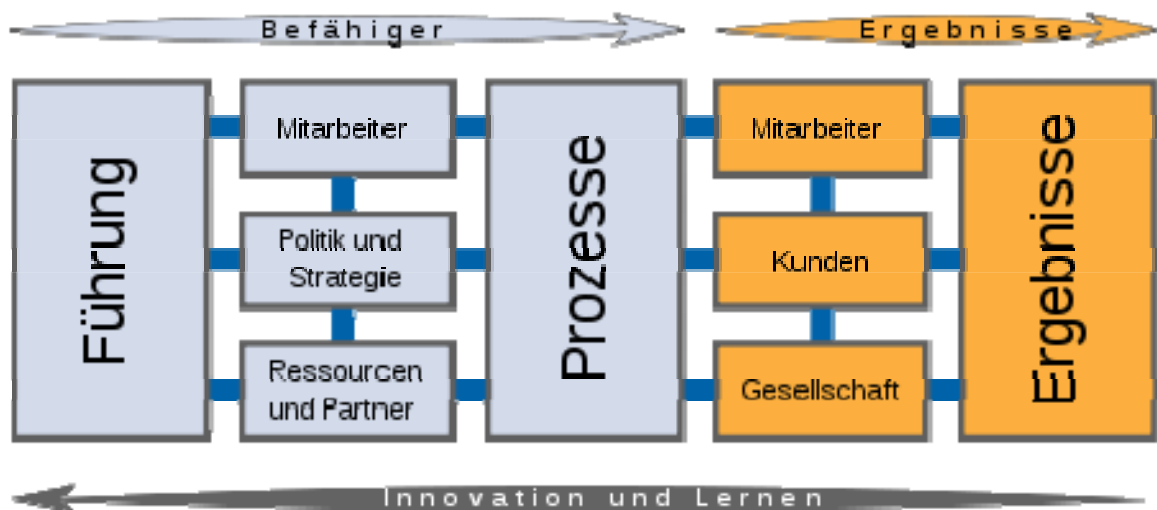 Befähiger
Ergebnisse
Führung
Mitarbeiter
Politik und
Strategie
Ressourcen
und Partner
Prozesse
Mitarbeiter
Kunden
Gesellschaft
Ergebnisse
Innovation und Lernen